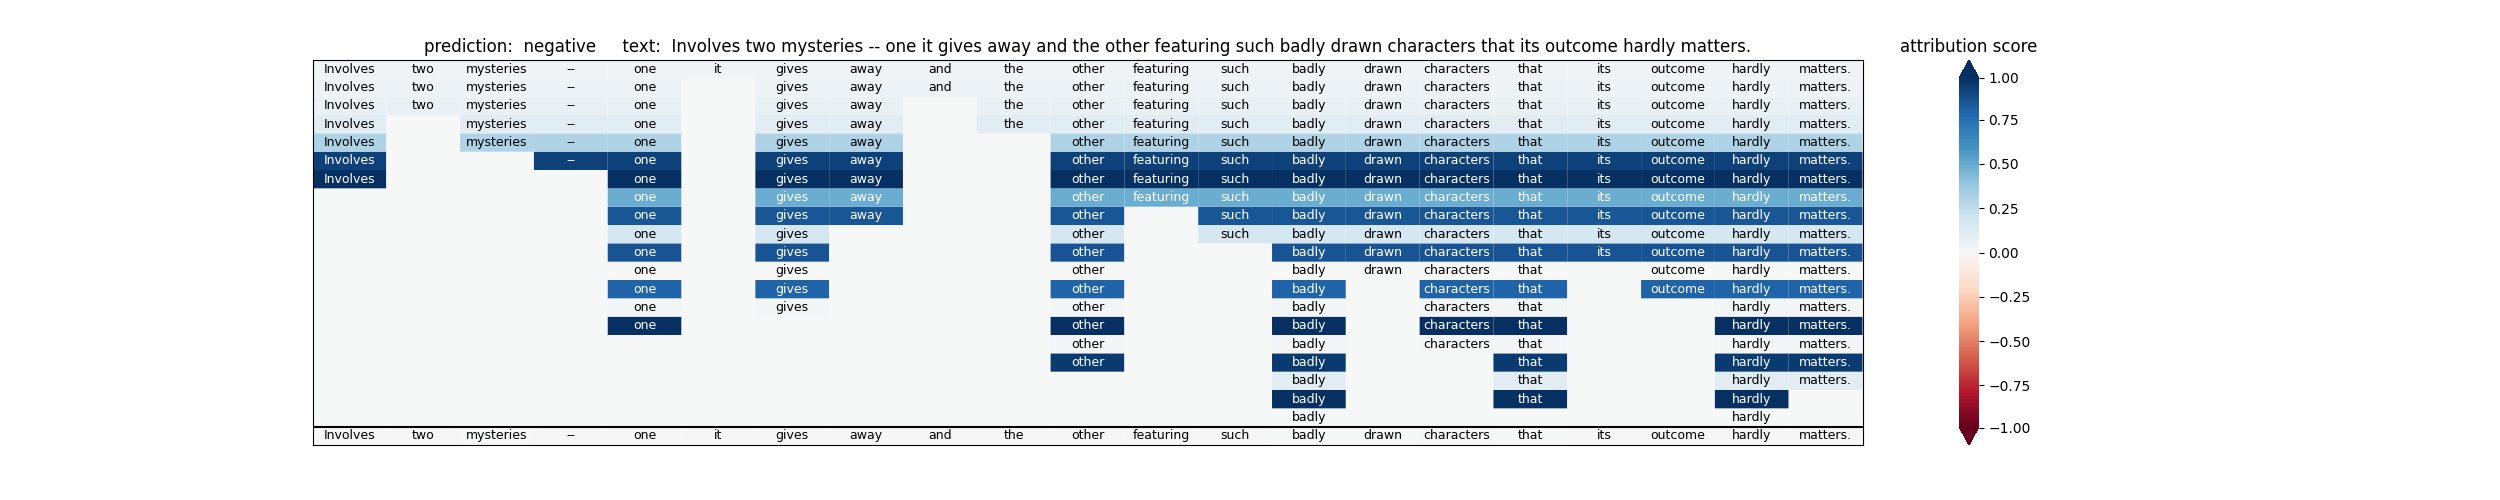 prediction:  negative     text:  Involves two mysteries -- one it gives away and the other featuring such badly drawn characters that its outcome hardly matters.
attribution score
Involves two mysteries -- one it gives away and the other featuring such badly drawn characters that its outcome hardly matters.
Involves two mysteries -- one gives away and the other featuring such badly drawn characters that its outcome hardly matters.
Involves two mysteries -- one gives away the other featuring such badly drawn characters that its outcome hardly matters.
Involves mysteries -- one gives away the other featuring such badly drawn characters that its outcome hardly matters.
Involves mysteries -- one gives away other featuring such badly drawn characters that its outcome hardly matters.
Involves -- one gives away other featuring such badly drawn characters that its outcome hardly matters.
Involves one gives away other featuring such badly drawn characters that its outcome hardly matters.
one gives away other featuring such badly drawn characters that its outcome hardly matters.
one gives away other such badly drawn characters that its outcome hardly matters.
one gives other such badly drawn characters that its outcome hardly matters.
one gives other badly drawn characters that its outcome hardly matters.
one gives other badly drawn characters that outcome hardly matters.
one gives other badly characters that outcome hardly matters.
one gives other badly characters that hardly matters.
one other badly characters that hardly matters.
other badly characters that hardly matters.
other badly that hardly matters.
badly that hardly matters.
badly that hardly
badly hardly
Involves two mysteries -- one it gives away and the other featuring such badly drawn characters that its outcome hardly matters.
1.00
0.75
0.50
0.25
0.00
−0.25
−0.50
−0.75
−1.00